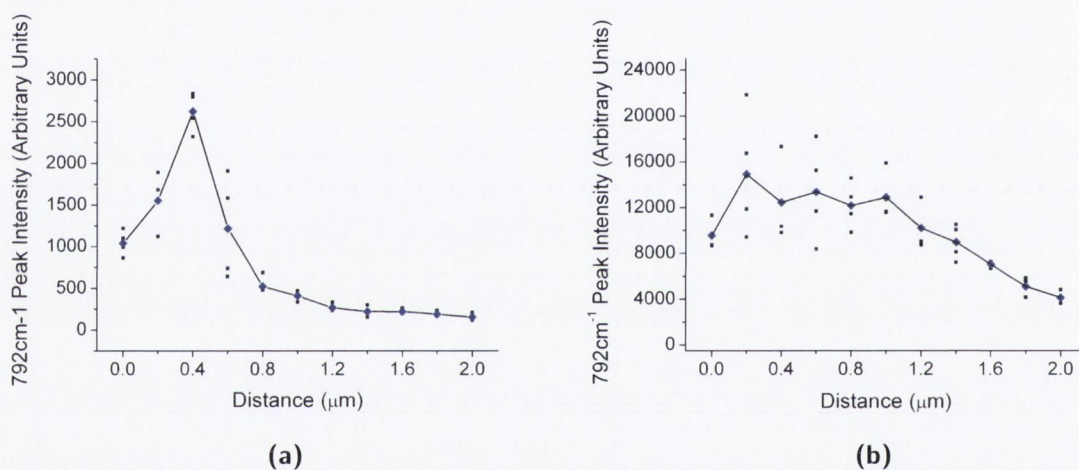 792cm-1 Peak Intensity (Arbitrary Units)
3000
2500
2000
1500
1000
500
0
0.0 0.4 0.8 1.2 1.6 2.0
Distance (μm)
(a)
792cm⁻¹ Peak Intensity (Arbitrary Units)
24000
20000
16000
12000
8000
4000
0
0.0 0.4 0.8 1.2 1.6 2.0
Distance (μm)
(b)